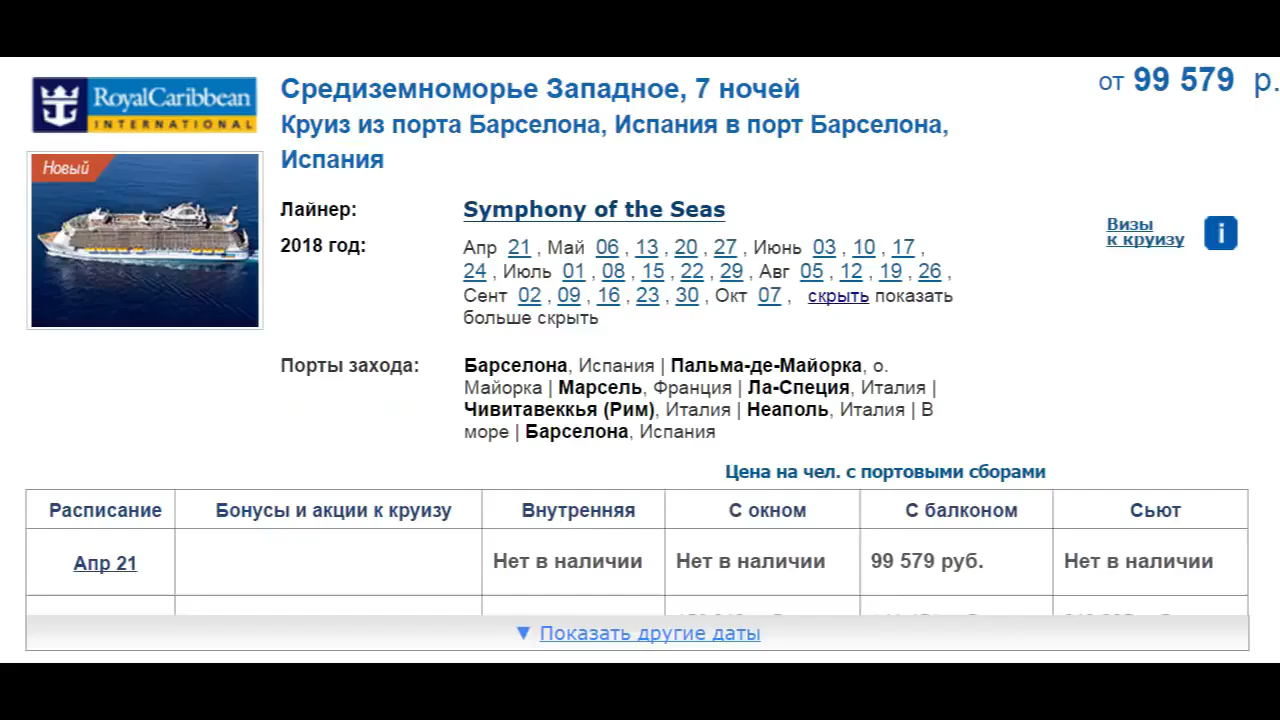 RoyalCaribbean
INTERNATIONAL
Средиземноморье Западное, 7 ночей
от 99 579 р.
Круиз из порта Барселона, Испания в порт Барселона,
Испания
Новый
Лайнер: Symphony of the Seas
Визы
к круизу
i
2018 год: Апр 21 , Май 06 , 13 , 20 , 27 , Июнь 03 , 10 , 17 ,
24 , Июль 01 , 08 , 15 , 22 , 29 , Авг 05 , 12 , 19 , 26 ,
Сент 02 , 09 , 16 , 23 , 30 , Окт 07 , скрыть показать
больше скрыть
Порты захода: Барселона, Испания | Пальма-де-Майорка, о.
Майорка | Марсель, Франция | Ла-Специя, Италия |
Чивитавеккья (Рим), Италия | Неаполь, Италия | В
море | Барселона, Испания
Цена на чел. с портовыми сборами
Расписание Бонусы и акции к круизу Внутренняя С окном С балконом Сьют
Апр 21 Нет в наличии Нет в наличии 99 579 руб. Нет в наличии
▼ Показать другие даты